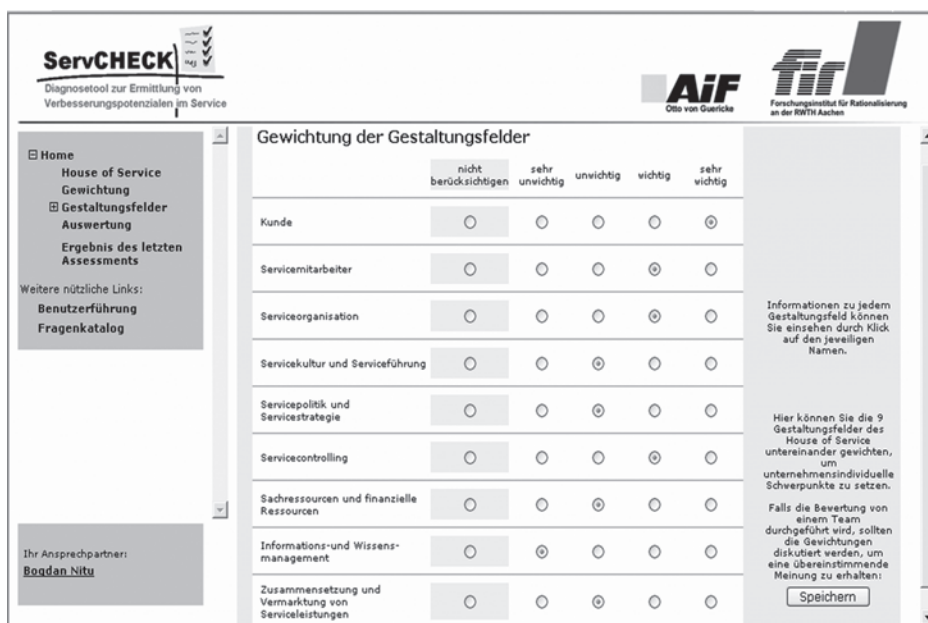 ServCHECK
Diagnosetool zur Ermittlung von
Verbesserungspotenzialen im Service
AiF
Otto von Guericke
fir
Forschungsinstitut für Rationalisierung
an der RWTH Aachen
Home
House of Service
Gewichtung
Gestaltungsfelder
Auswertung
Ergebnis des letzten
Assessments
Weitere nützliche Links:
Benutzerführung
Fragenkatalog
Ihr Ansprechpartner:
Bogdan Nitu
Gewichtung der Gestaltungsfelder
nicht berücksichtigen sehr unwichtig unwichtig wichtig sehr wichtig
Kunde
Servicemitarbeiter
Serviceorganisation
Servicekultur und Serviceführung
Servicepolitik und
Servicestrategie
Servicecontrolling
Sachressourcen und finanzielle
Ressourcen
Informations-und Wissens-
management
Zusammensetzung und
Vermarktung von
Serviceleistungen
Informationen zu jedem
Gestaltungsfeld können
Sie einsehen durch Klick
auf den jeweiligen
Namen.
Hier können Sie die 9
Gestaltungsfelder des
House of Service
untereinander gewichten,
um
unternehmensindividuelle
Schwerpunkte zu setzen.
Falls die Bewertung von
einem Team
durchgeführt wird, sollten
die Gewichtungen
diskutiert werden, um
eine übereinstimmende
Meinung zu erhalten:
Speichern